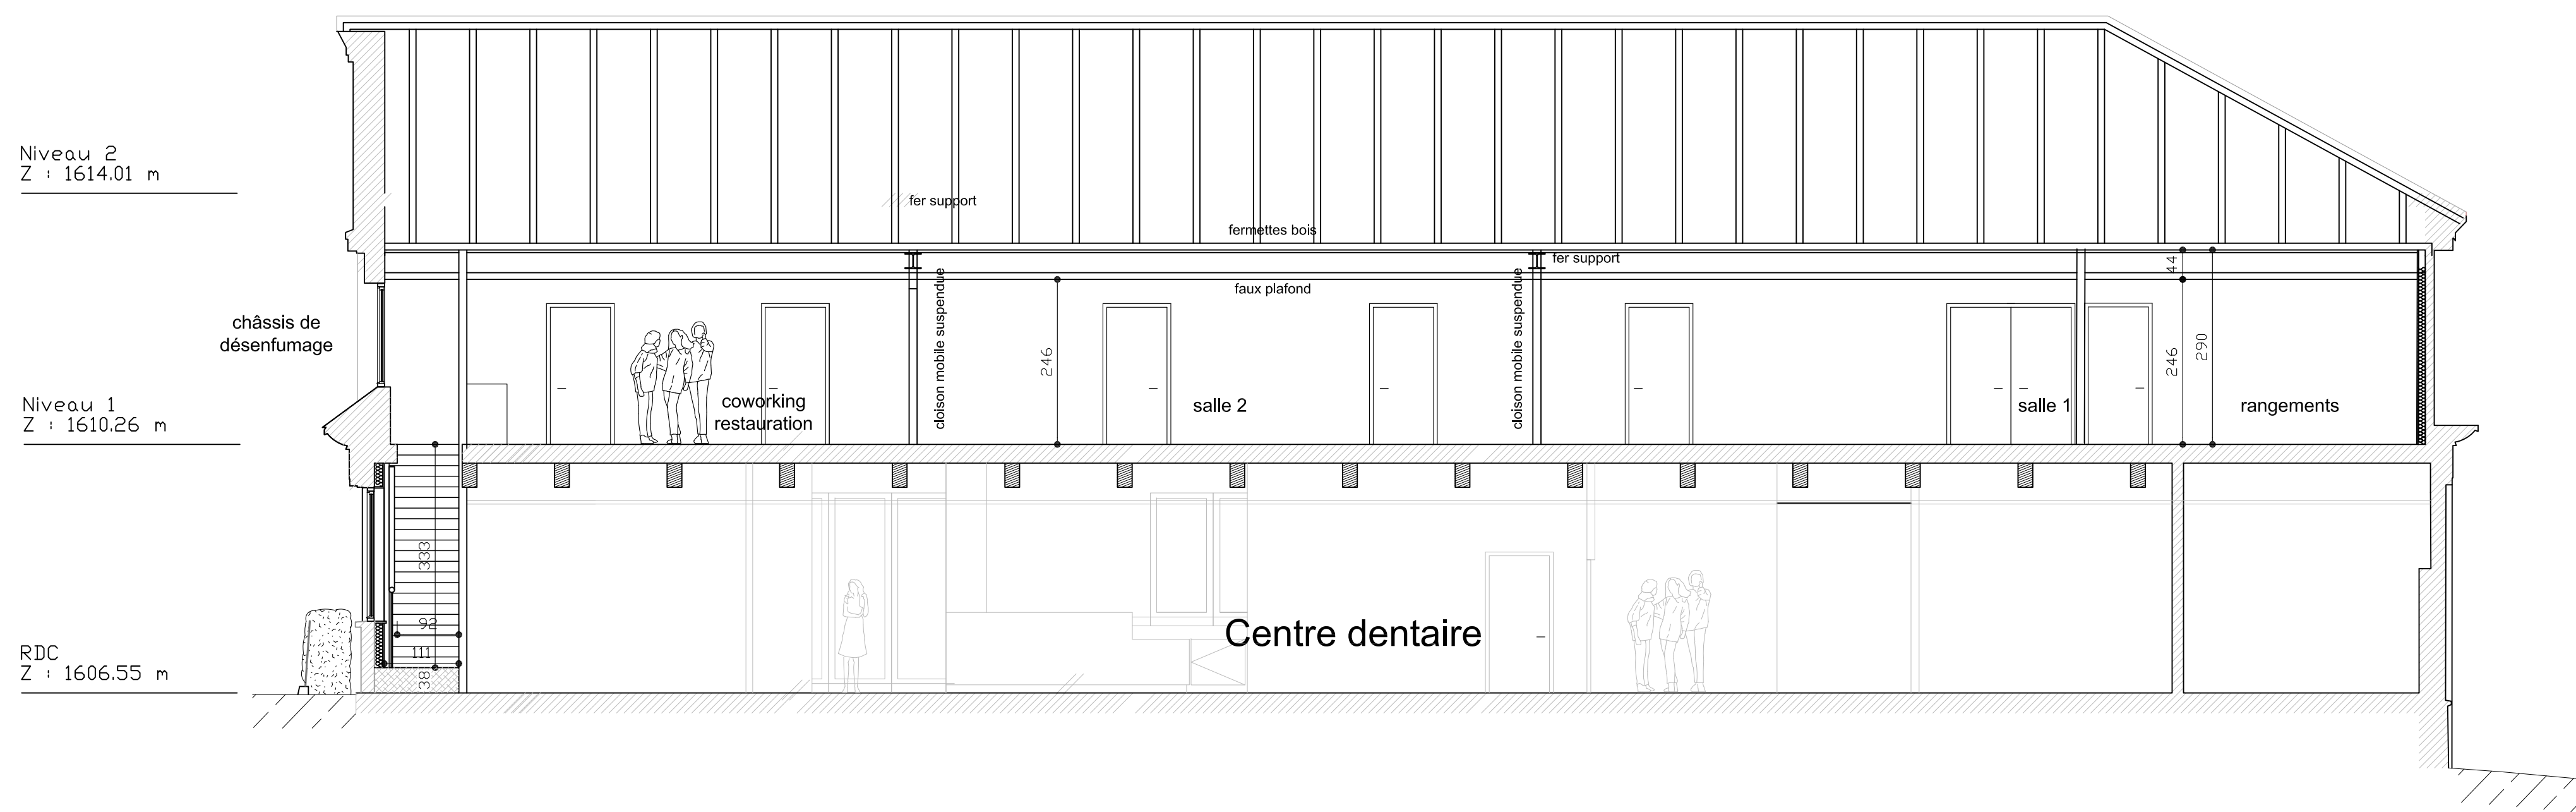 Niveau 2
Z : 1614.01 m
fer support
fermettes bois
fer support
faux plafond
châssis de
désenfumage
cloison mobile suspendue
cloison mobile suspendue
44
246
246
290
Niveau 1
Z : 1610.26 m
coworking
restauration
salle 2
salle 1
rangements
333
92
111
38
Centre dentaire
RDC
Z : 1606.55 m